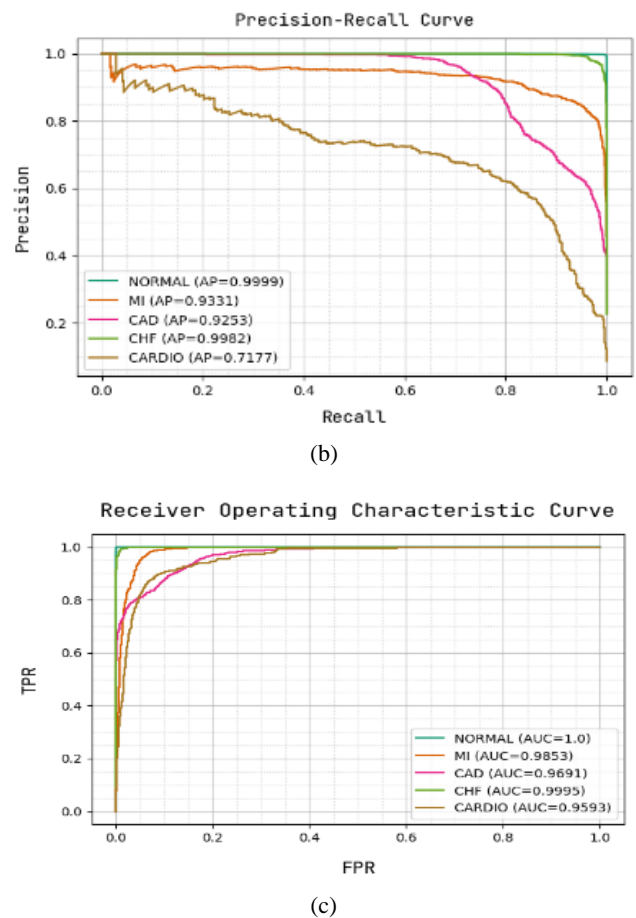 Precision-Recall Curve
1.0
0.8
0.6
0.4
0.2
Precision
NORMAL (AP=0.9999)
MI (AP=0.9331)
CAD (AP=0.9253)
CHF (AP=0.9982)
CARDIO (AP=0.7177)
0.0 0.2 0.4 0.6 0.8 1.0
Recall
(b)
Receiver Operating Characteristic Curve
1.0
0.8
0.6
0.4
0.2
0.0
TPR
NORMAL (AUC=1.0)
MI (AUC=0.9853)
CAD (AUC=0.9691)
CHF (AUC=0.9995)
CARDIO (AUC=0.9593)
0.0 0.2 0.4 0.6 0.8 1.0
FPR
(c)